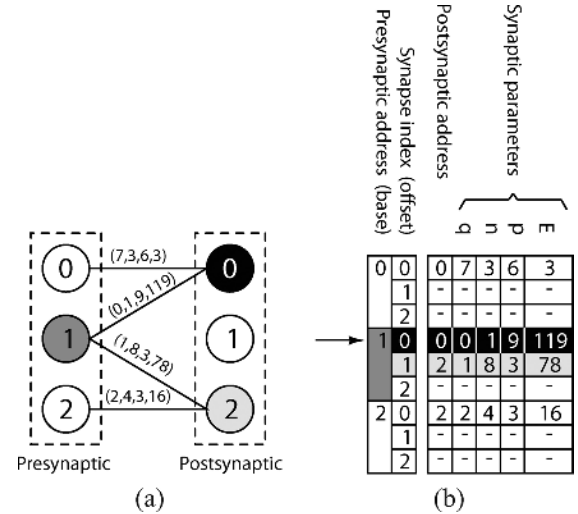 Presynaptic address (base)
Synapse index (offset)
Postsynaptic address
Synaptic parameters
q n p E
0 (7,3,6,3) 0
(0,1,9,119)
1 1
(1,8,3,78)
2 (2,4,3,16) 2
Presynaptic Postsynaptic
0 0 0 7 3 6 3
1 - - - - -
2 - - - - -
1 0 0 0 1 9 119
1 2 1 8 3 78
2 - - - - -
2 0 2 2 4 3 16
1 - - - - -
2 - - - - -
(a) (b)